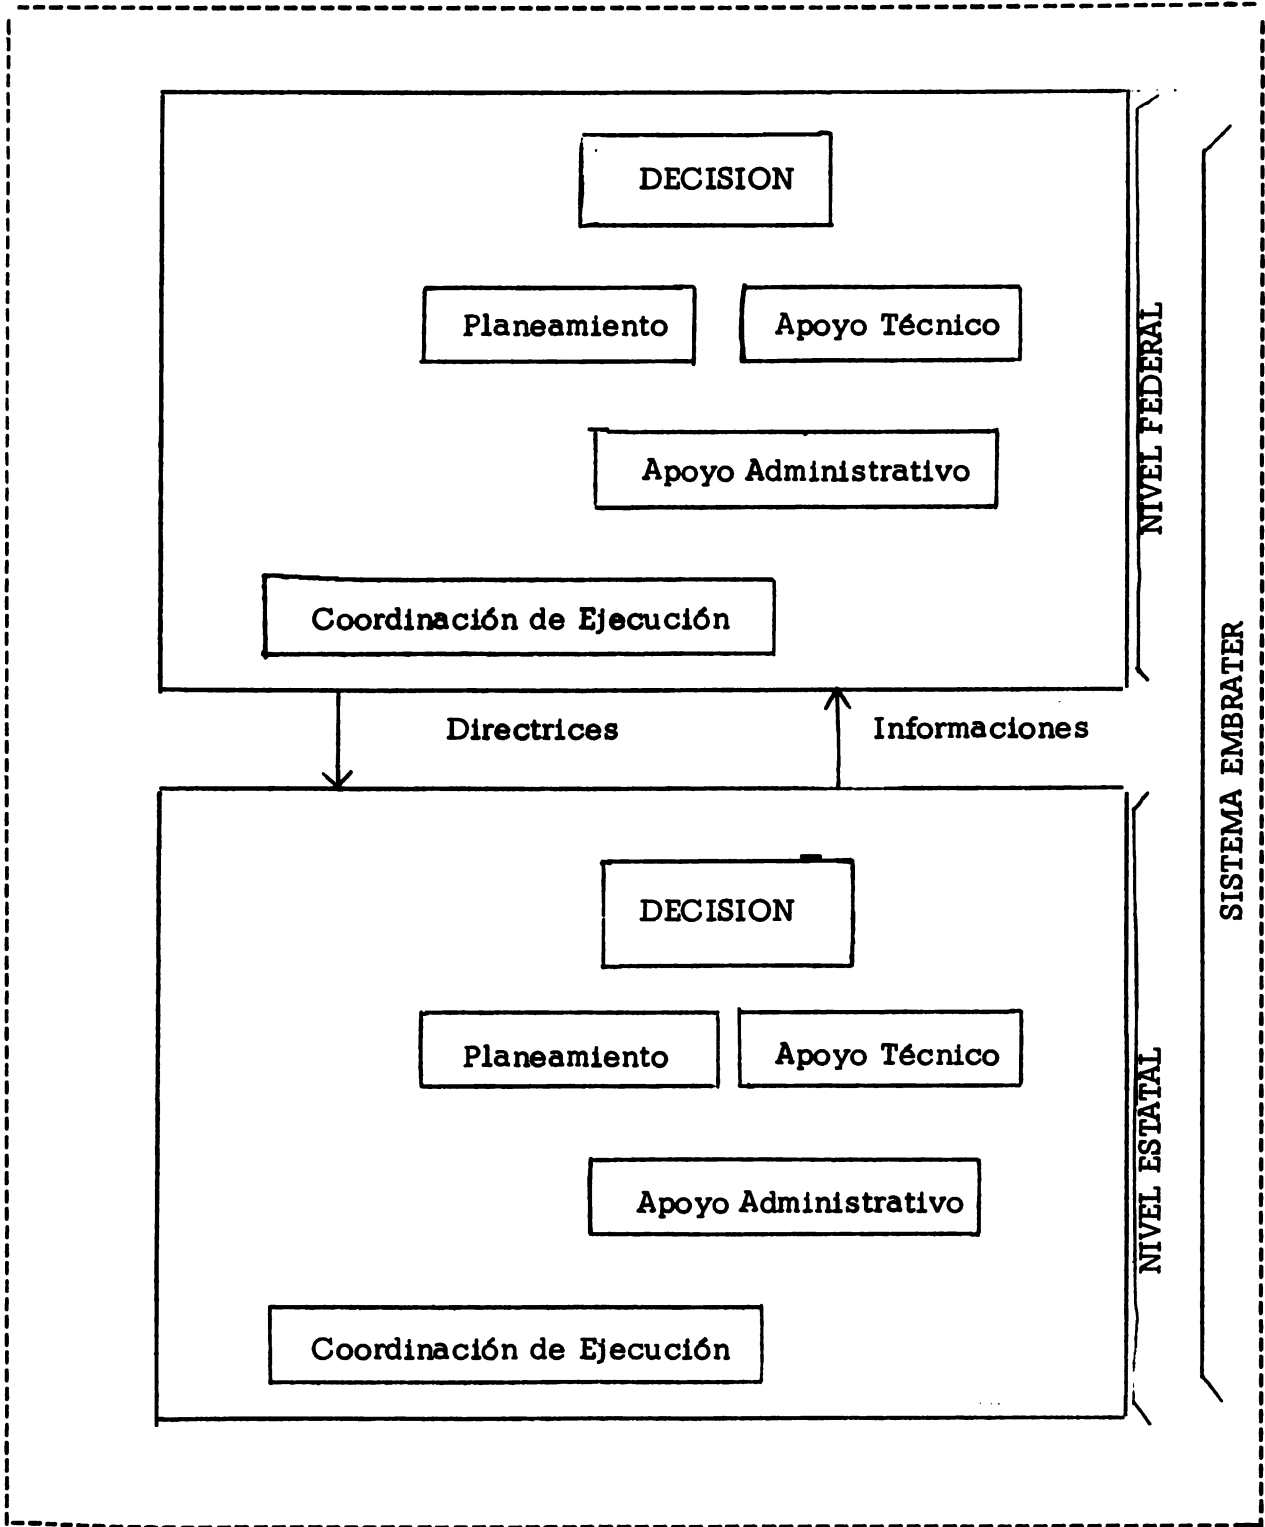 DECISION
Planeamiento
Apoyo Técnico
Apoyo Administrativo
Coordinación de Ejecución
NIVEL FEDERAL
Directrices
Informaciones
SISTEMA EMBRATER
DECISION
Planeamiento
Apoyo Técnico
Apoyo Administrativo
Coordinación de Ejecución
NIVEL ESTATAL